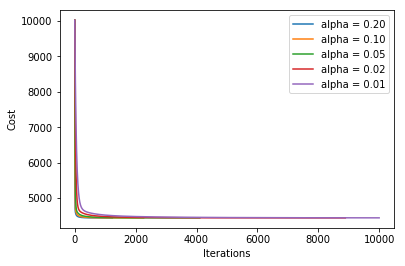 10000
9000
8000
7000
6000
5000
Cost
0
2000
4000
6000
8000
10000
Iterations
alpha = 0.20
alpha = 0.10
alpha = 0.05
alpha = 0.02
alpha = 0.01